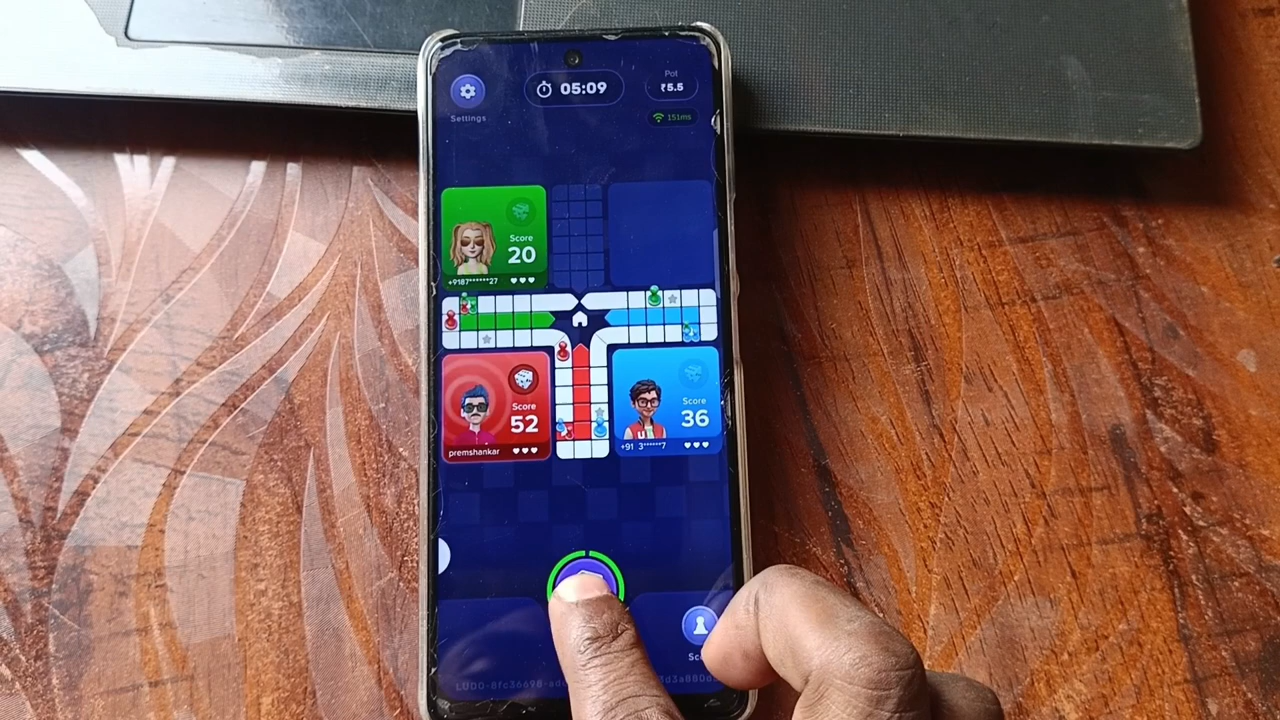 Settings
05:09
Pot
₹5.5
151ms
Score
20
+9187******27
Score
52
premshankar
Score
36
+91 3******7